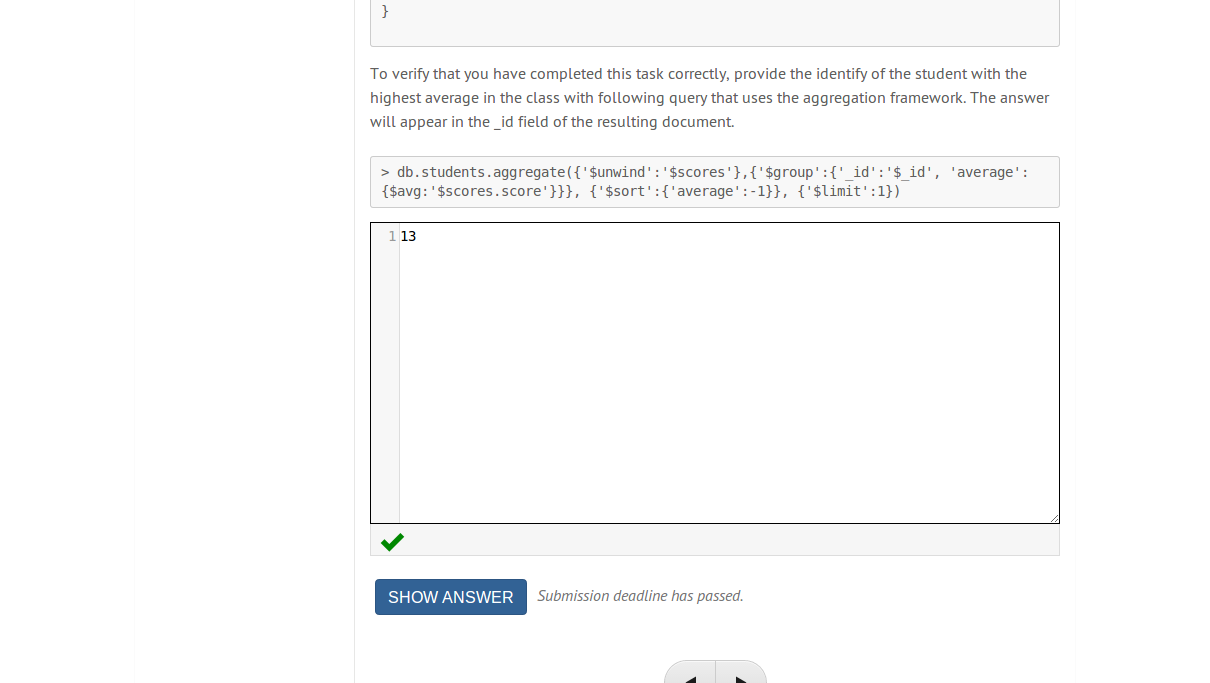 }
To verify that you have completed this task correctly, provide the identify of the student with the
highest average in the class with following query that uses the aggregation framework. The answer
will appear in the _id field of the resulting document.
> db.students.aggregate({'$unwind':'$scores'},{'$group':{'_id':'$_id', 'average':
{$avg:'$scores.score'}}}, {'$sort':{'average':-1}}, {'$limit':1})
1 13
SHOW ANSWER Submission deadline has passed.